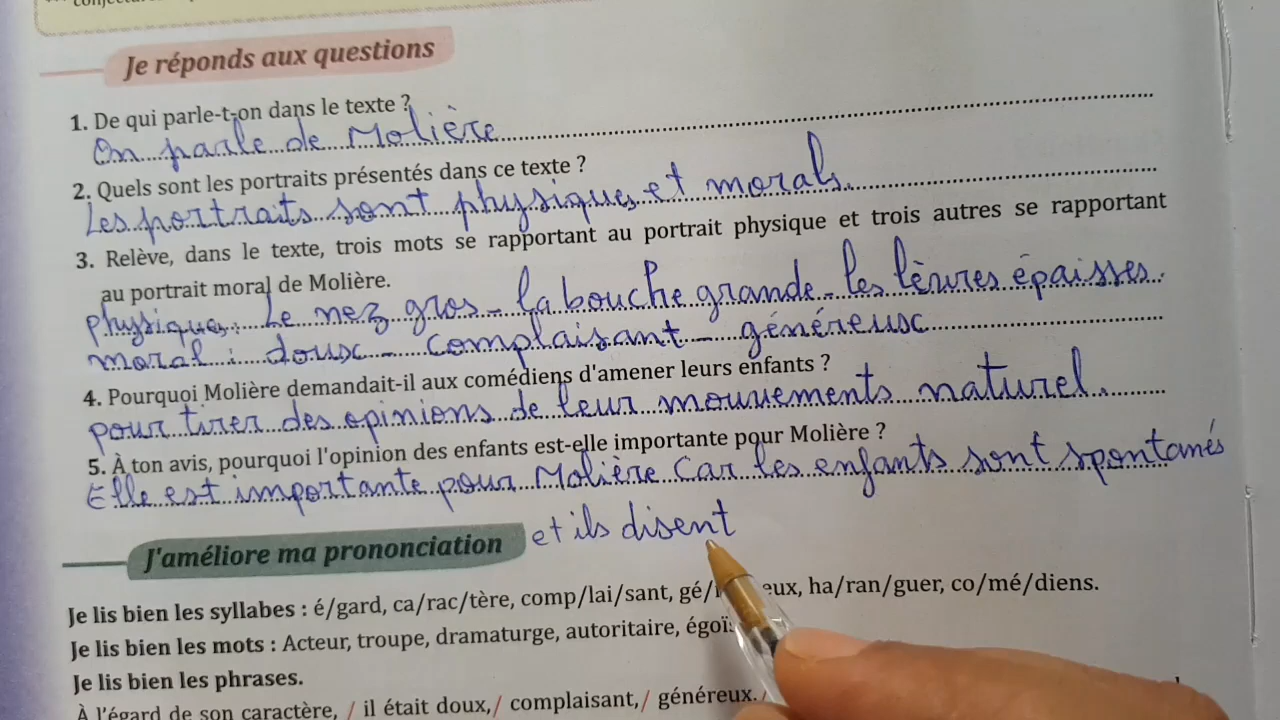 Je réponds aux questions
1. De qui parle-t-on dans le texte ?
On parle de Molière
2. Quels sont les portraits présentés dans ce texte ?
Les portraits sont physique et moral.
3. Relève, dans le texte, trois mots se rapportant au portrait physique et trois autres se rapportant
au portrait moral de Molière.
physique : Le nez gros - la bouche grande - les lèvres épaisses.
moral : doux - complaisant - généreux
4. Pourquoi Molière demandait-il aux comédiens d'amener leurs enfants ?
pour tirer des opinions de leur mouvements naturel.
5. À ton avis, pourquoi l'opinion des enfants est-elle importante pour Molière ?
Elle est importante pour Molière Car les enfants sont spontanés
et ils disent
J'améliore ma prononciation
Je lis bien les syllabes : é/gard, ca/rac/tère, comp/lai/sant, ha/ran/guer, co/mé/diens.
Je lis bien les mots : Acteur, troupe, dramaturge, autoritaire,
Je lis bien les phrases.
À l'égard de son caractère, / il était doux,/ complaisant,/ généreux./